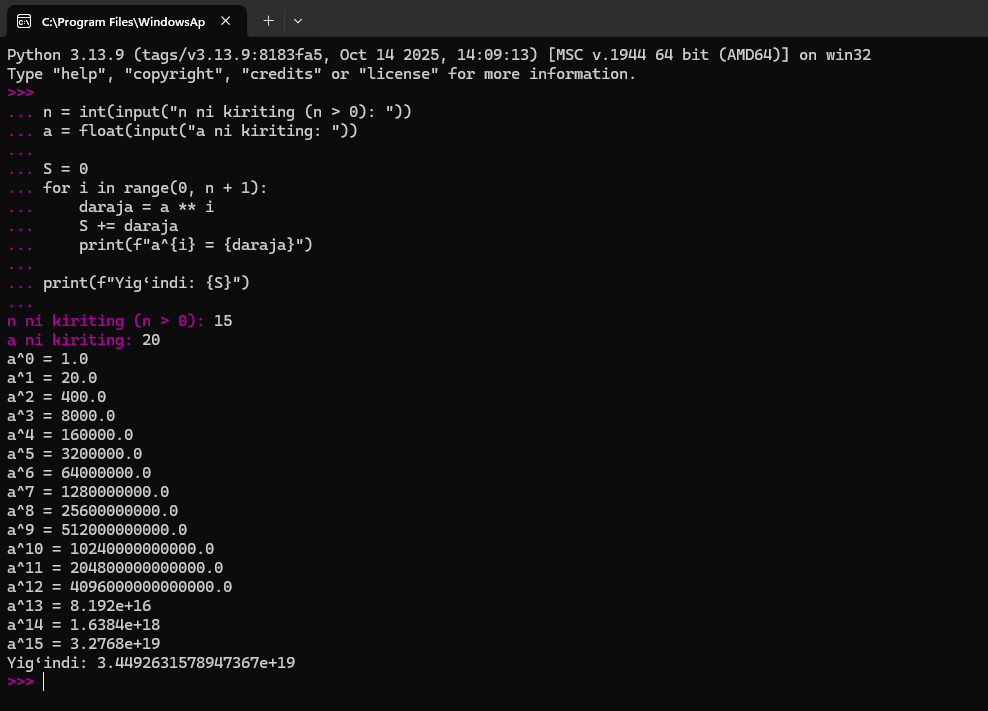 C:\Program Files\WindowsAp
Python 3.13.9 (tags/v3.13.9:8183fa5, Oct 14 2025, 14:09:13) [MSC v.1944 64 bit (AMD64)] on win32
Type "help", "copyright", "credits" or "license" for more information.
>>>
... n = int(input("n ni kiriting (n > 0): "))
... a = float(input("a ni kiriting: "))
...
... S = 0
... for i in range(0, n + 1):
...     daraja = a ** i
...     S += daraja
...     print(f"a^{i} = {daraja}")
...
... print(f"Yig‘indi: {S}")
...
n ni kiriting (n > 0): 15
a ni kiriting: 20
a^0 = 1.0
a^1 = 20.0
a^2 = 400.0
a^3 = 8000.0
a^4 = 160000.0
a^5 = 3200000.0
a^6 = 64000000.0
a^7 = 1280000000.0
a^8 = 25600000000.0
a^9 = 512000000000.0
a^10 = 10240000000000.0
a^11 = 204800000000000.0
a^12 = 4096000000000000.0
a^13 = 8.192e+16
a^14 = 1.6384e+18
a^15 = 3.2768e+19
Yig‘indi: 3.4492631578947367e+19
>>>